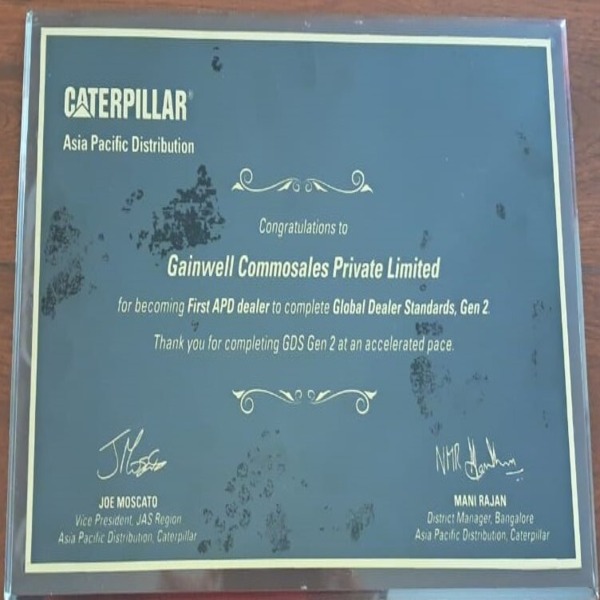 CATERPILLAR®
Asia Pacific Distribution
Congratulations to
Gainwell Commosales Private Limited
for becoming First APD dealer to complete Global Dealer Standards, Gen 2.
Thank you for completing GDS Gen 2 at an accelerated pace.
JOE MOSCATO
Vice President, JAS Region
Asia Pacific Distribution, Caterpillar
NMR
MANI RAJAN
District Manager, Bangalore
Asia Pacific Distribution, Caterpillar